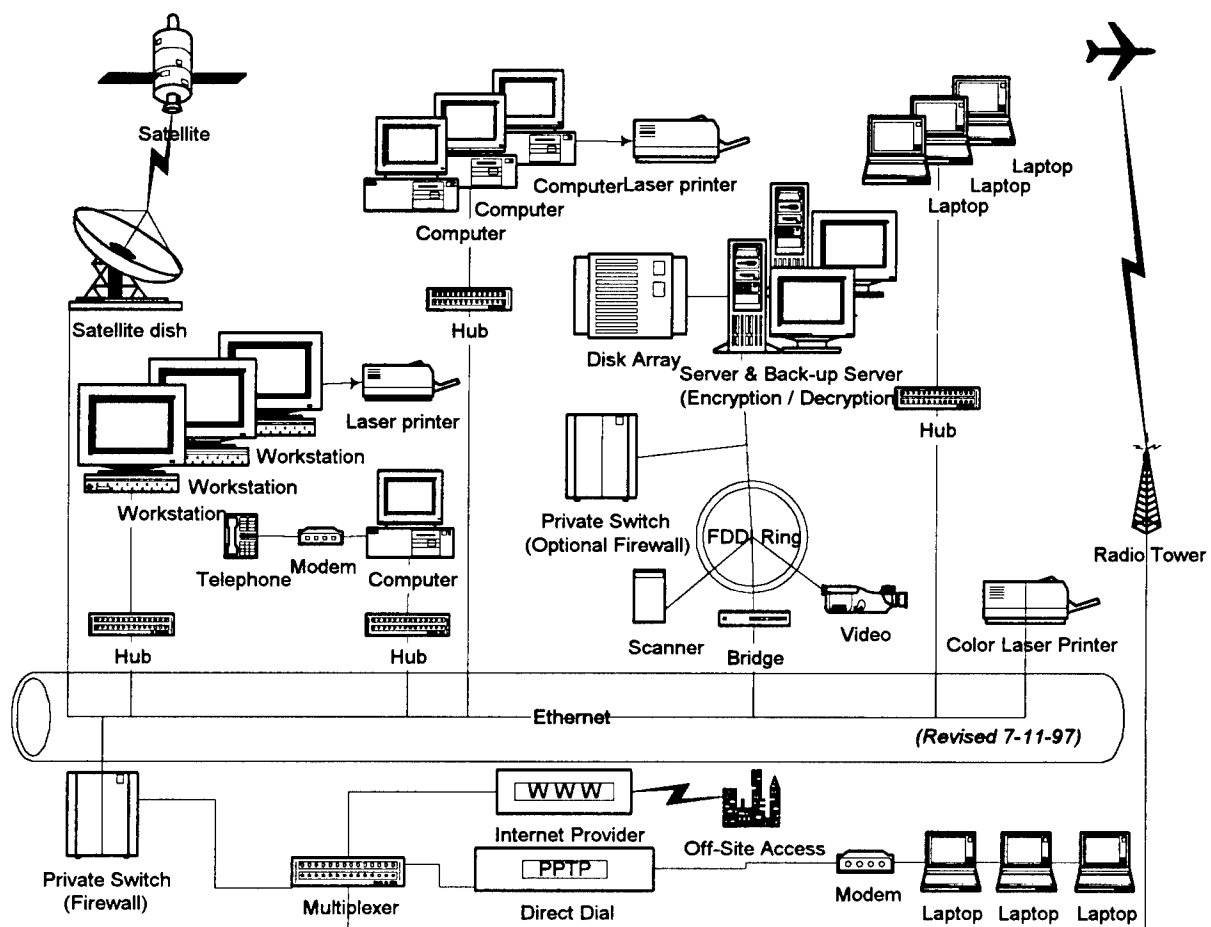 Satellite
Satellite dish
Computer
Computer
Computer
Laser printer
Hub
Laptop
Laptop
Laptop
Disk Array
Server & Back-up Server
(Encryption / Decryption
Hub
Laser printer
Workstation
Workstation
Workstation
Telephone
Modem
Computer
Hub
Hub
Private Switch
(Optional Firewall)
FDDI Ring
Scanner
Bridge
Video
Radio Tower
Color Laser Printer
Ethernet
(Revised 7-11-97)
Private Switch
(Firewall)
Multiplexer
WWW
Internet Provider
Off-Site Access
PPTP
Direct Dial
Modem
Laptop
Laptop
Laptop